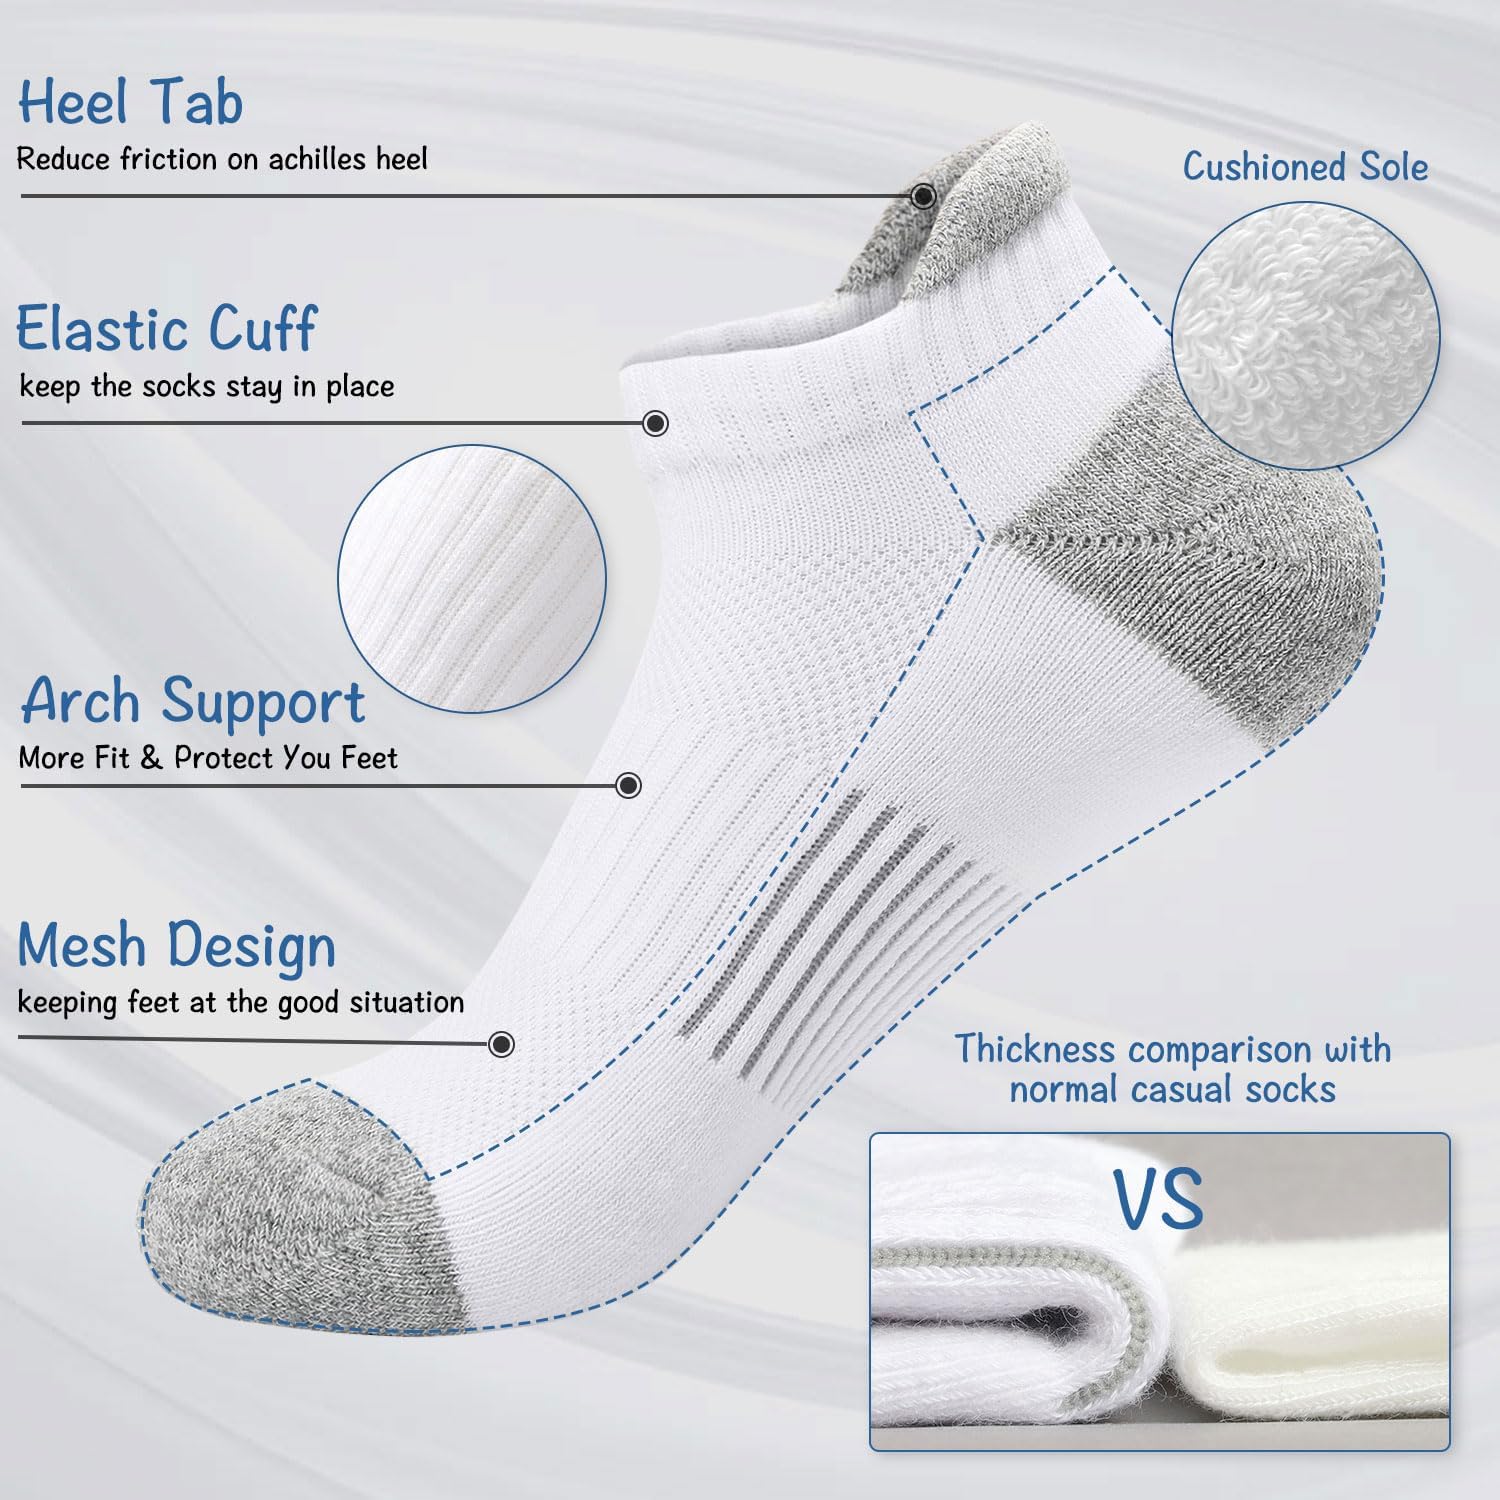 Heel Tab
Reduce friction on achilles heel
Cushioned Sole
Elastic Cuff
keep the socks stay in place
Arch Support
More Fit & Protect You Feet
Mesh Design
keeping feet at the good situation
Thickness comparison with
normal casual socks
VS